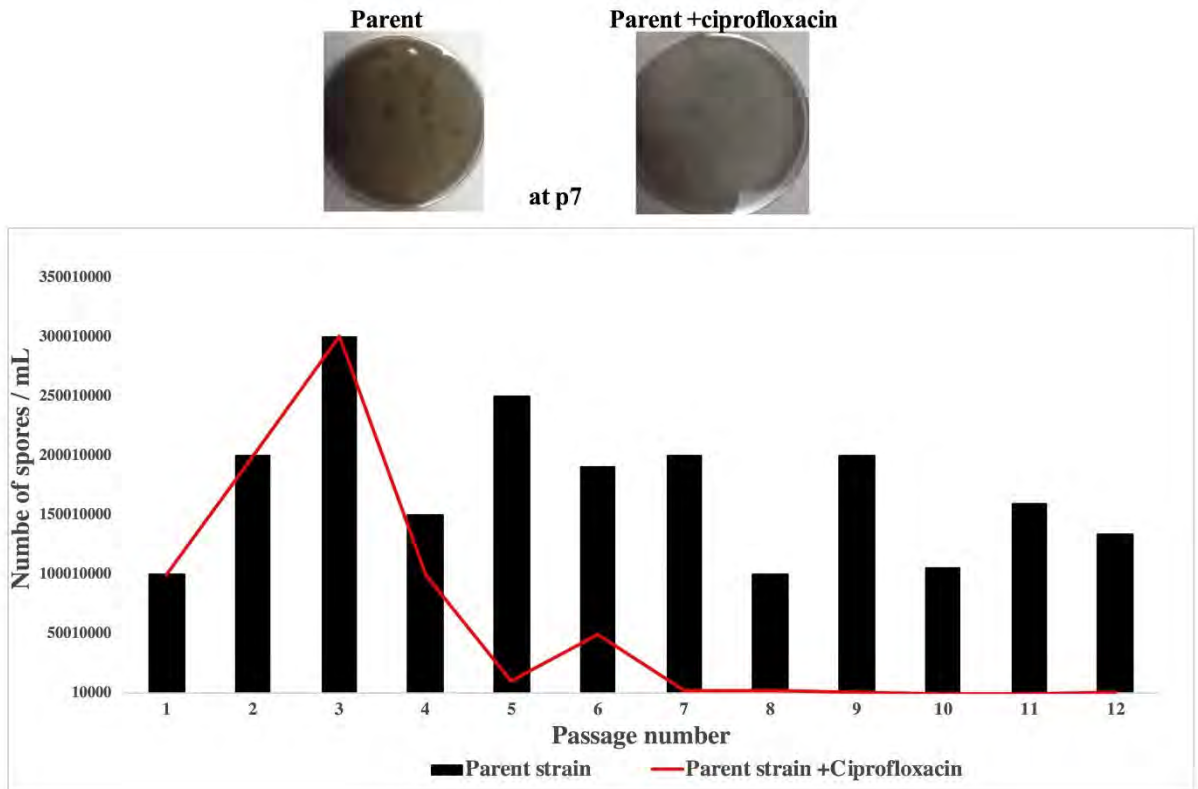 Parent
Parent +ciprofloxacin
at p7
350010000
300010000
250010000
200010000
150010000
100010000
50010000
10000
Numbe of spores / mL
1 2 3 4 5 6 7 8 9 10 11 12
Passage number
Parent strain
Parent strain +Ciprofloxacin